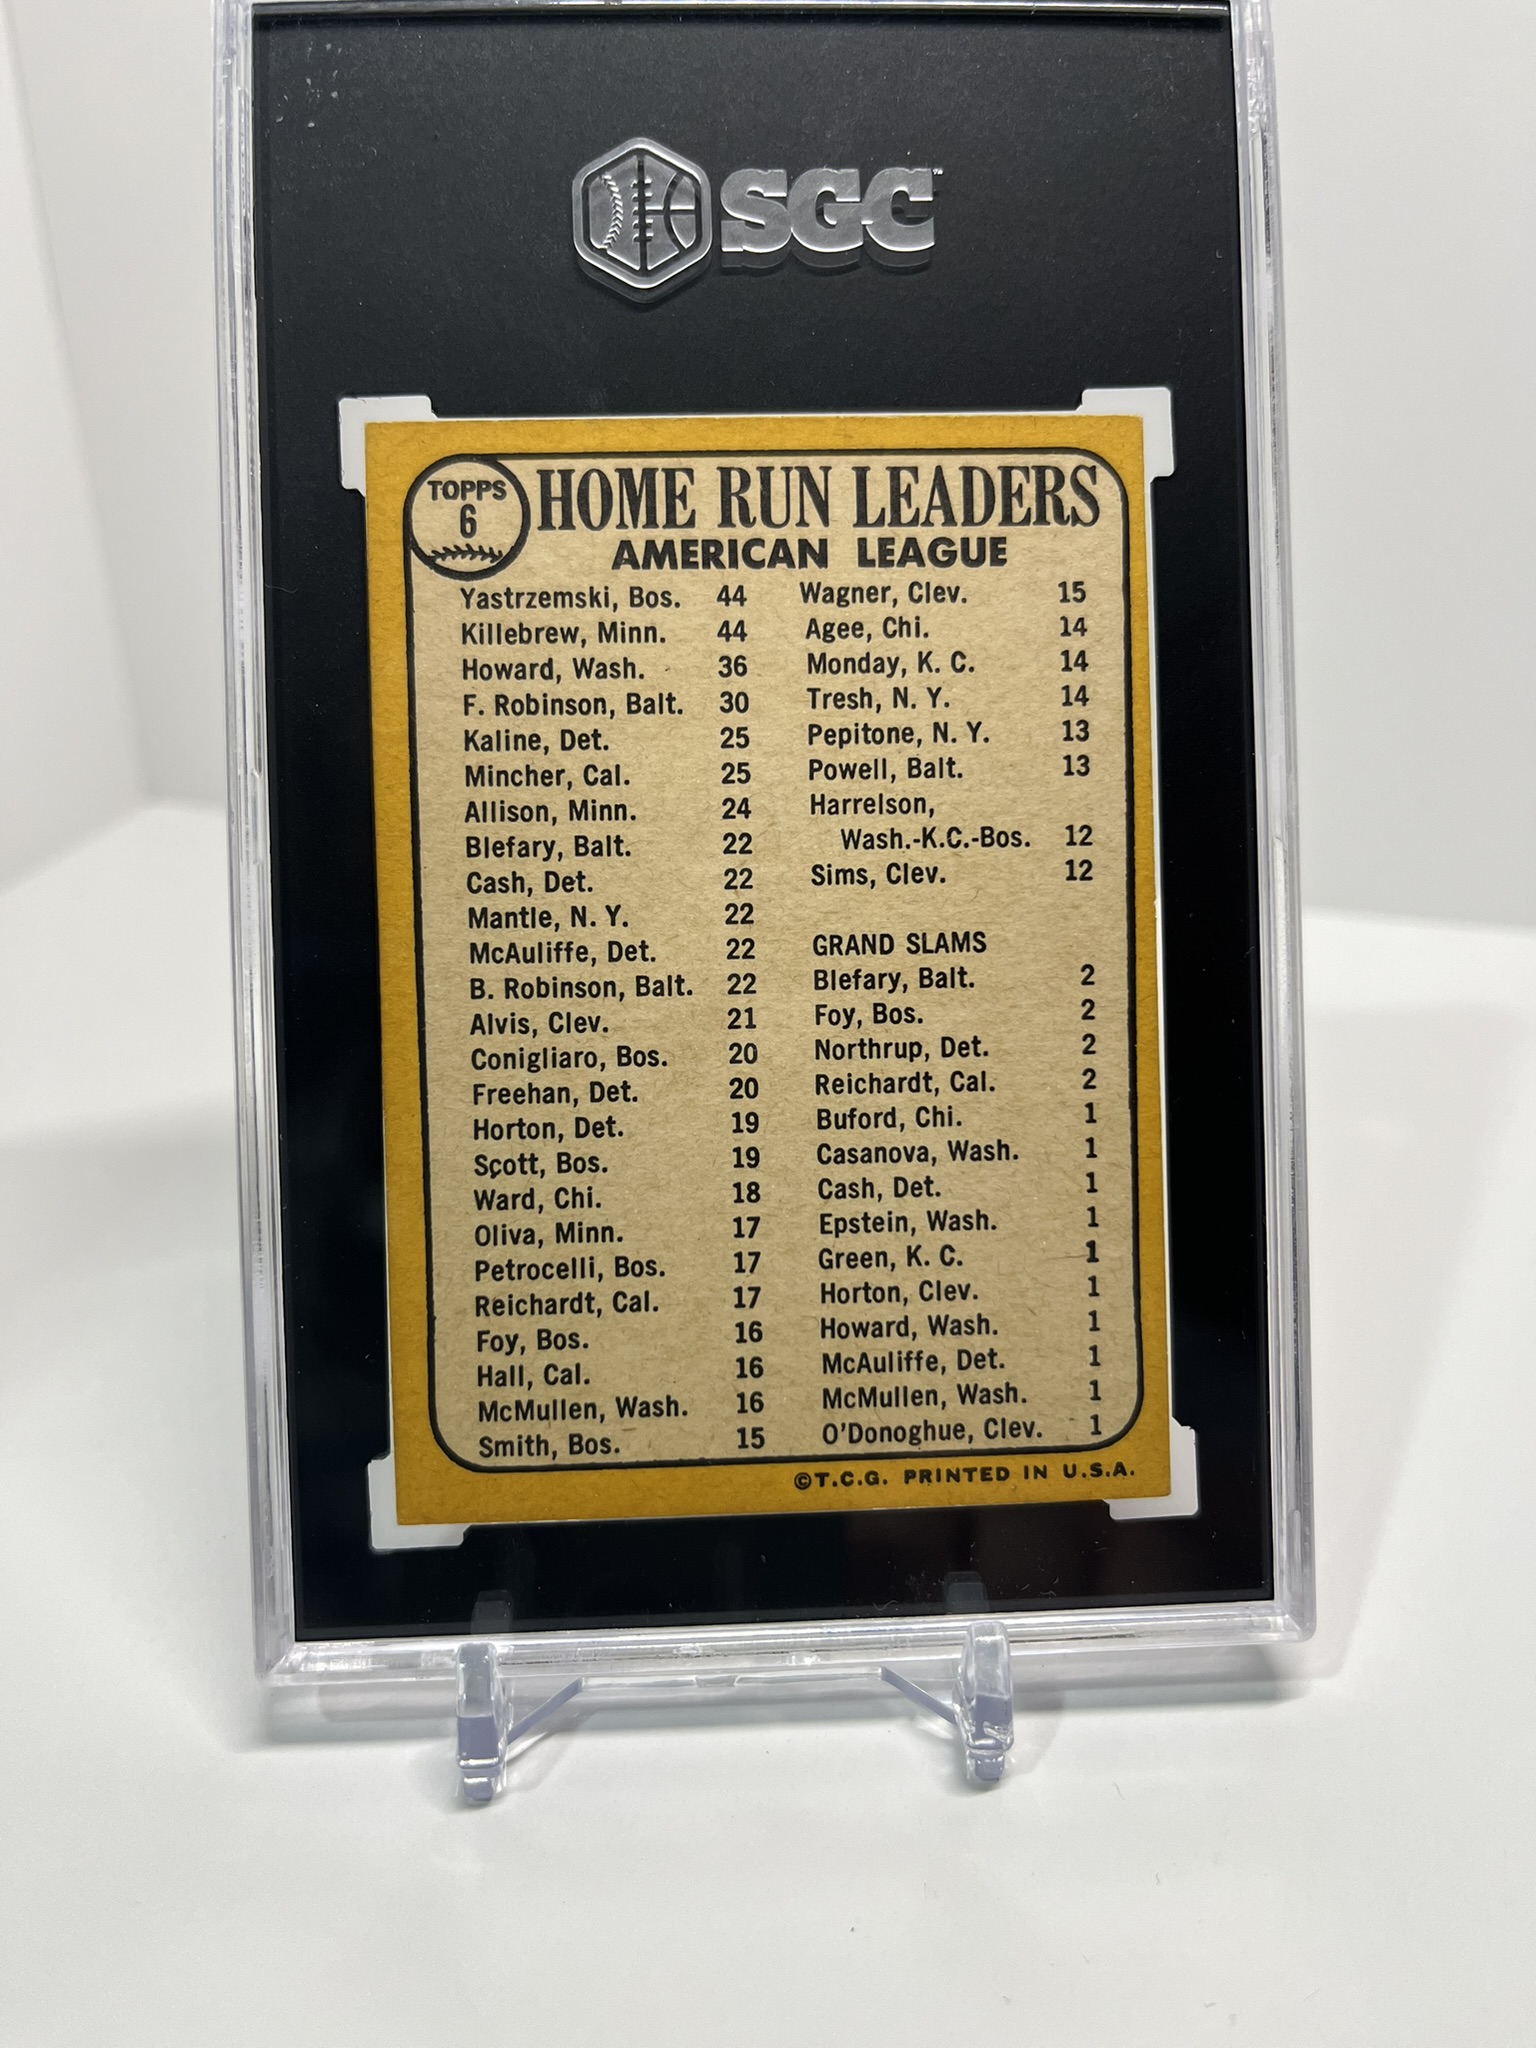 SGC™
TOPPS
6
HOME RUN LEADERS
AMERICAN LEAGUE
Yastrzemski, Bos. 44
Killebrew, Minn. 44
Howard, Wash. 36
F. Robinson, Balt. 30
Kaline, Det. 25
Mincher, Cal. 25
Allison, Minn. 24
Blefary, Balt. 22
Cash, Det. 22
Mantle, N. Y. 22
McAuliffe, Det. 22
B. Robinson, Balt. 22
Alvis, Clev. 21
Conigliaro, Bos. 20
Freehan, Det. 20
Horton, Det. 19
Scott, Bos. 19
Ward, Chi. 18
Oliva, Minn. 17
Petrocelli, Bos. 17
Reichardt, Cal. 17
Foy, Bos. 16
Hall, Cal. 16
McMullen, Wash. 16
Smith, Bos. 15
Wagner, Clev. 15
Agee, Chi. 14
Monday, K. C. 14
Tresh, N. Y. 14
Pepitone, N. Y. 13
Powell, Balt. 13
Harrelson,
Wash.-K.C.-Bos. 12
Sims, Clev. 12
GRAND SLAMS
Blefary, Balt. 2
Foy, Bos. 2
Northrup, Det. 2
Reichardt, Cal. 2
Buford, Chi. 1
Casanova, Wash. 1
Cash, Det. 1
Epstein, Wash. 1
Green, K. C. 1
Horton, Clev. 1
Howard, Wash. 1
McAuliffe, Det. 1
McMullen, Wash. 1
O'Donoghue, Clev. 1
©T.C.G. PRINTED IN U.S.A.